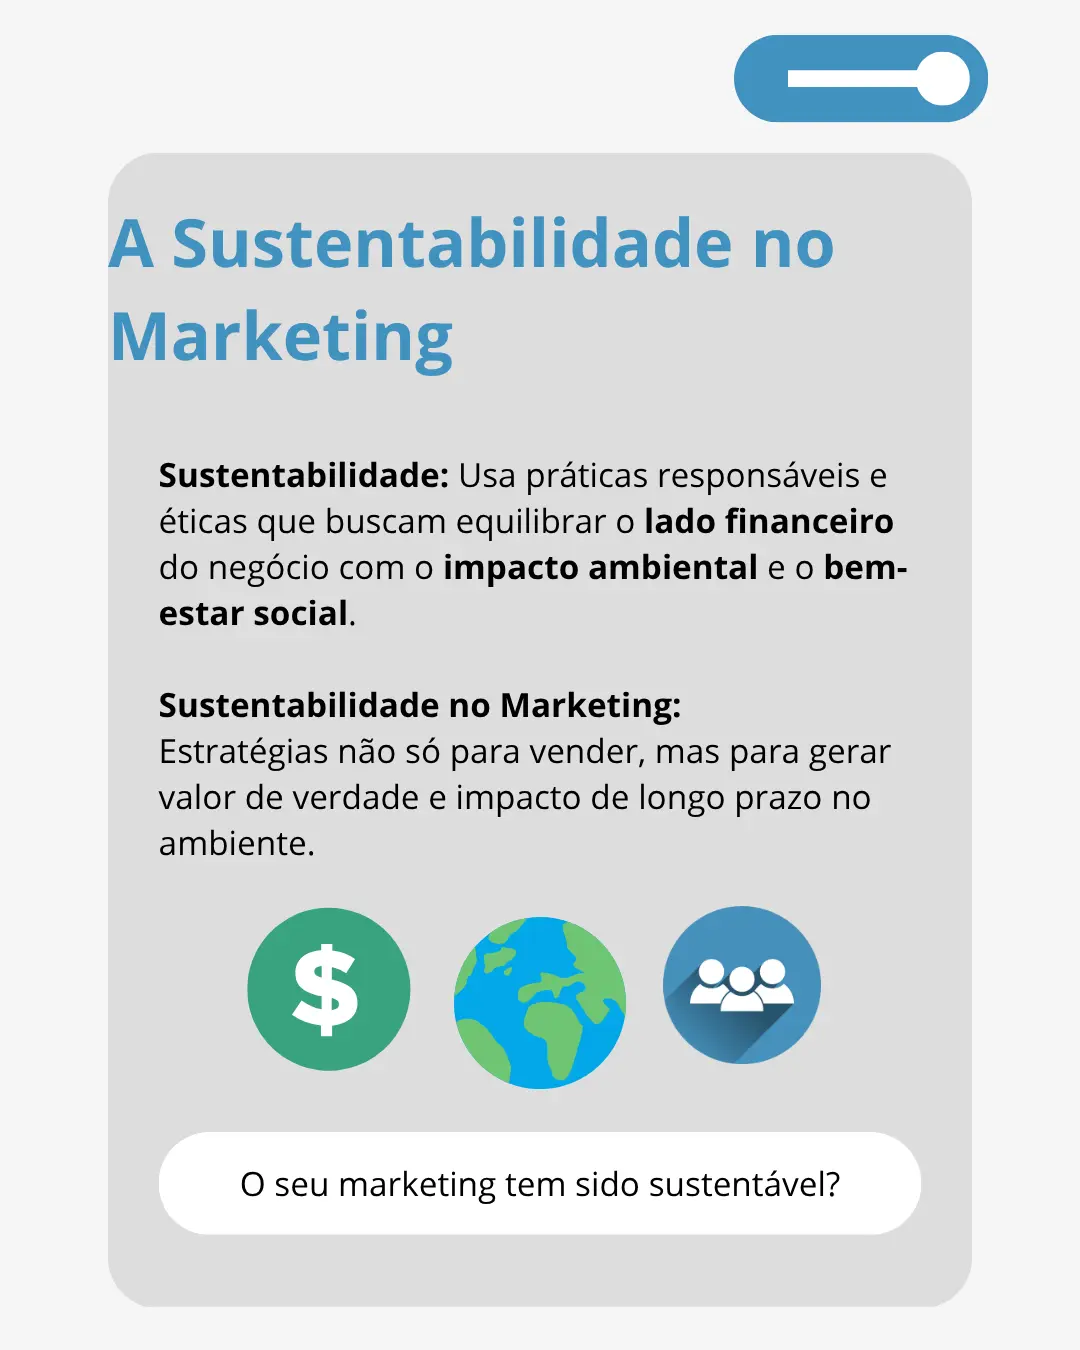 A Sustentabilidade no
Marketing
Sustentabilidade: Usa práticas responsáveis e
éticas que buscam equilibrar o lado financeiro
do negócio com o impacto ambiental e o bem-
estar social.
Sustentabilidade no Marketing:
Estratégias não só para vender, mas para gerar
valor de verdade e impacto de longo prazo no
ambiente.
$
O seu marketing tem sido sustentável?